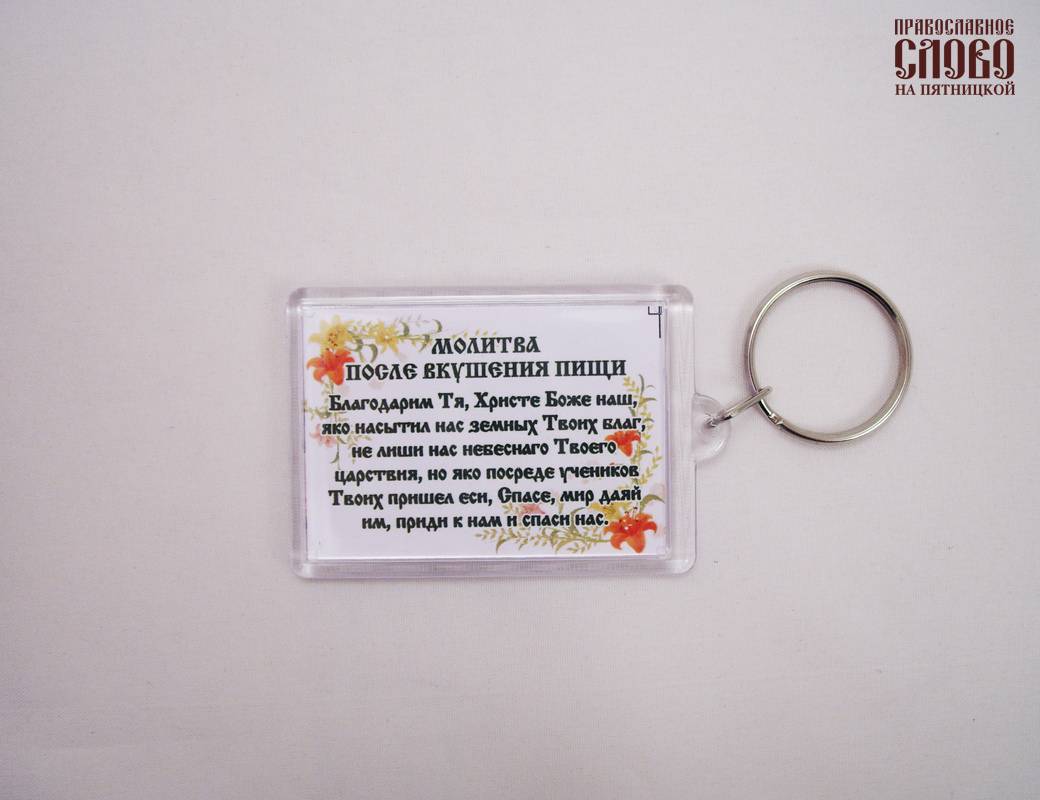 ПРАВОСЛАВНОЕ
СЛОВО
НА ПЯТНИЦКОЙ
МОЛИТВА
ПОСЛЕ ВКУШЕНИЯ ПИЩИ
Благодарим Тя, Христе Боже наш,
яко насытил нас земных Твоих благ,
не лиши нас небеснаго Твоего
царствия, но яко посреде учеников
Твоих пришел еси, Спасе, мир даяй
им, приди к нам и спаси нас.